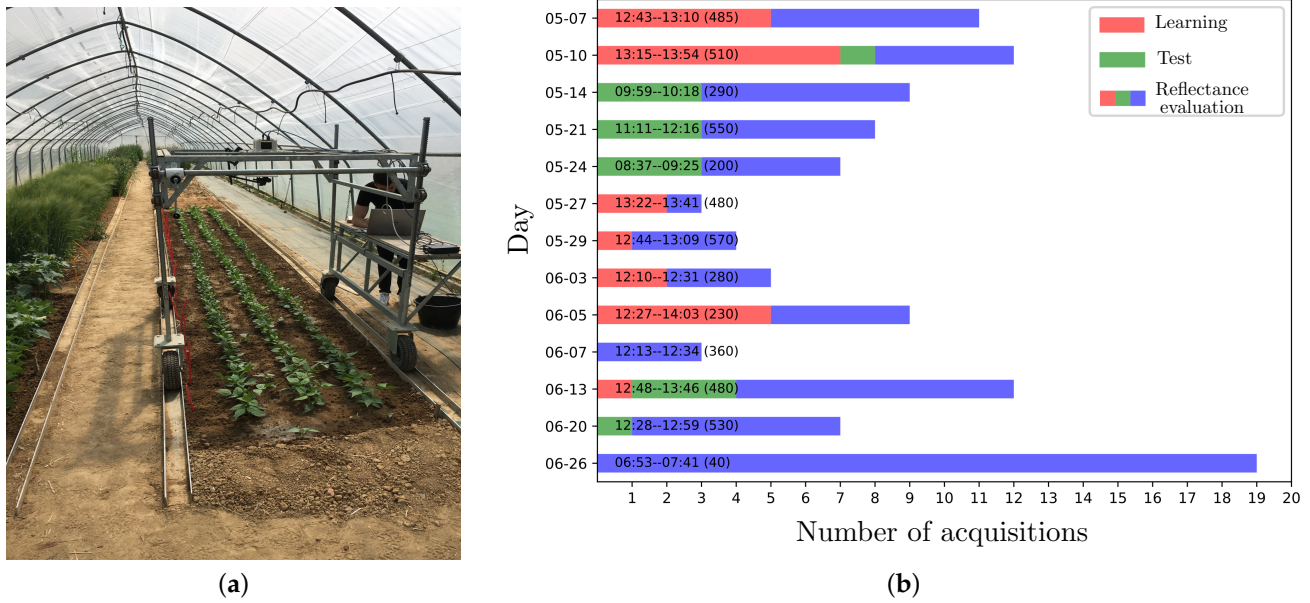 05-07
12:43--13:10 (485)
05-10
13:15--13:54 (510)
05-14
09:59--10:18 (290)
05-21
11:11--12:16 (550)
05-24
08:37--09:25 (200)
05-27
13:22--13:41 (480)
05-29
12:44--13:09 (570)
06-03
12:10--12:31 (280)
06-05
12:27--14:03 (230)
06-07
12:13--12:34 (360)
06-13
12:48--13:46 (480)
06-20
12:28--12:59 (530)
06-26
06:53--07:41 (40)
Day
Learning
Test
Reflectance
evaluation
1 2 3 4 5 6 7 8 9 10 11 12 13 14 15 16 17 18 19 20
Number of acquisitions
(a)
(b)